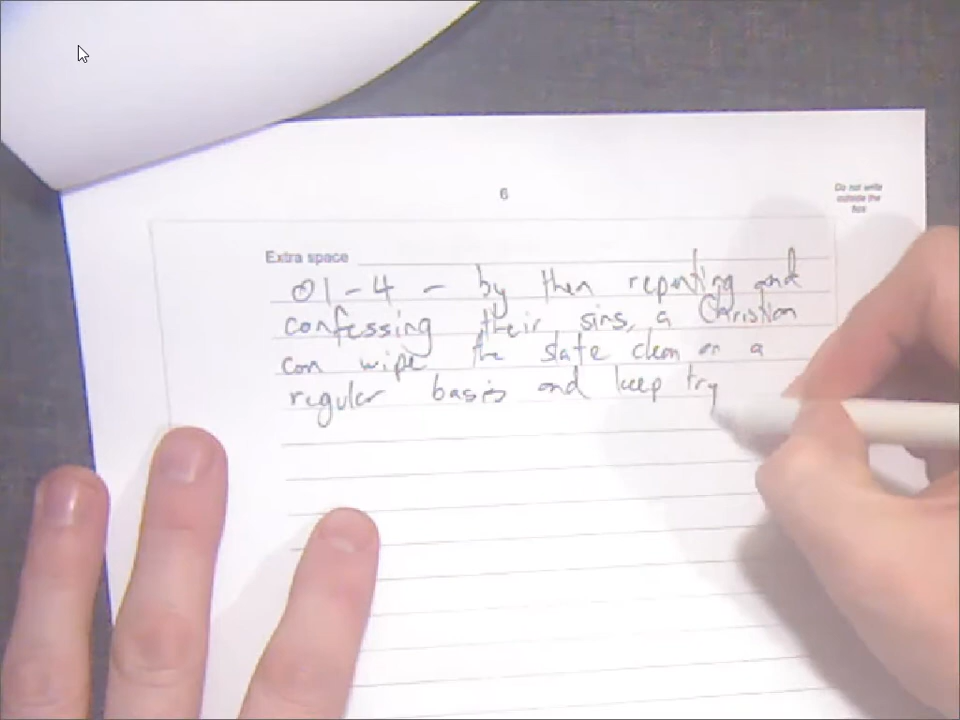 6
Do not write
outside the
box
Extra space
01-4 - by then repenting and
confessing their sins, a Christian
can wipe the slate clean on a
regular basis and keep try